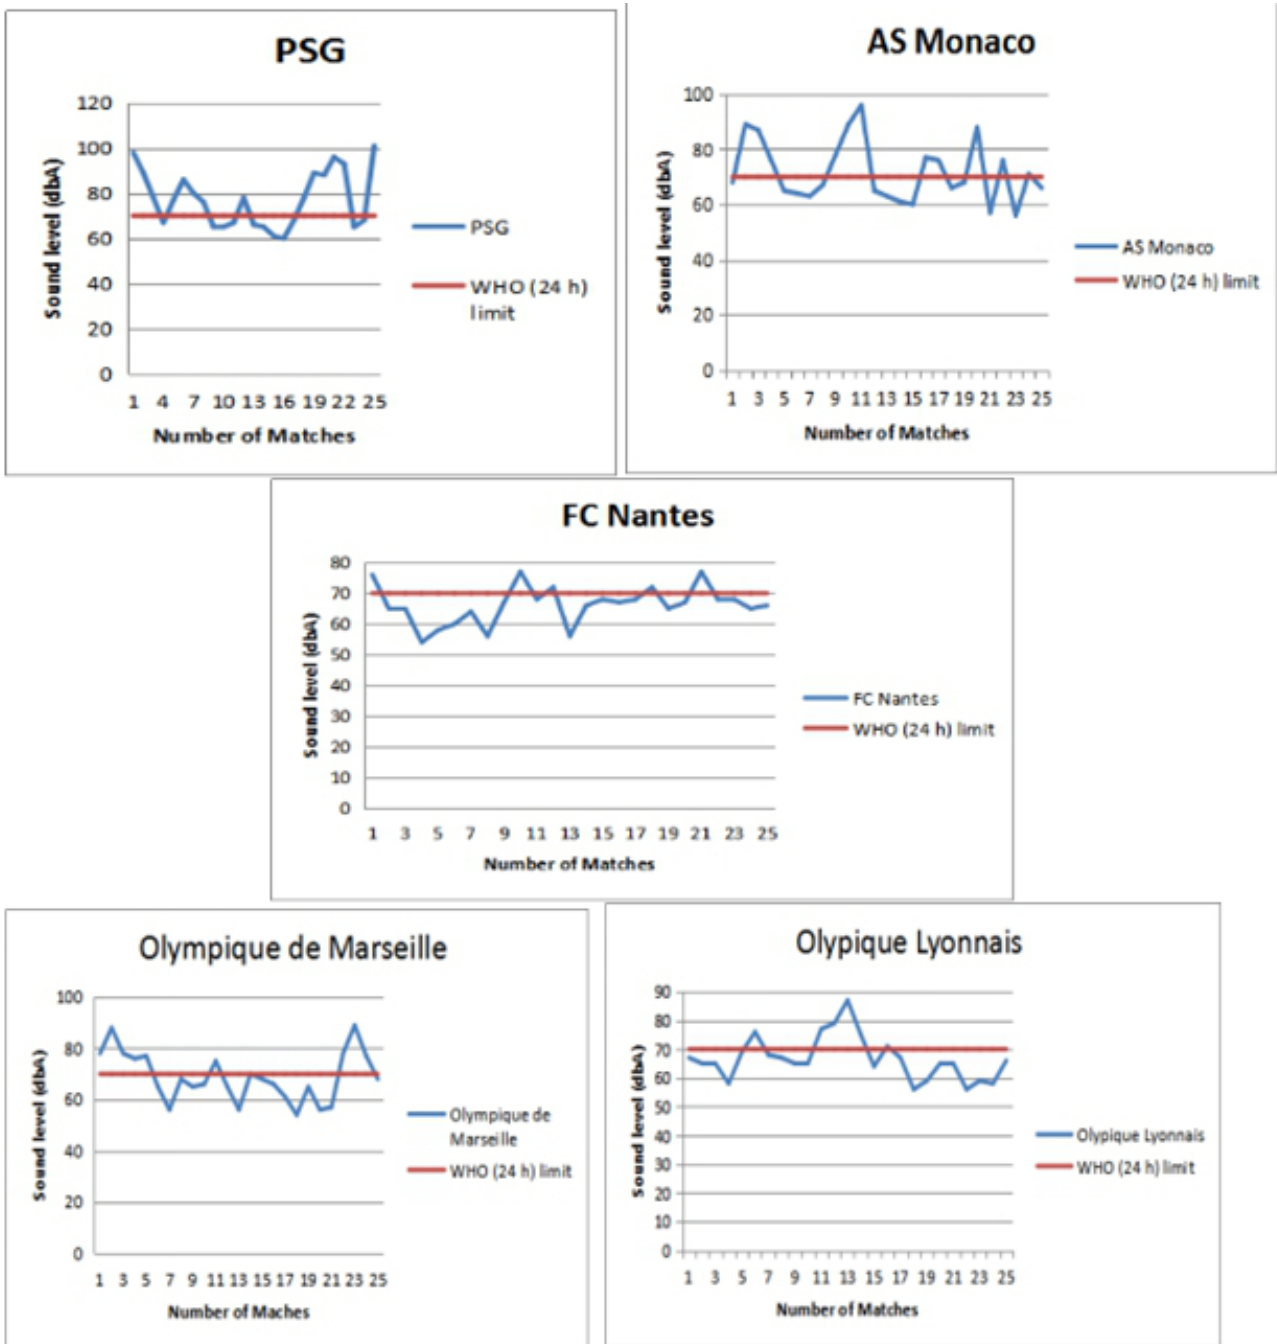 PSG
120
100
80
60
40
20
0
Sound level (dbA)
1 4 7 10 13 16 19 22 25
Number of Matches
PSG
WHO (24 h)
limit
AS Monaco
100
80
60
40
20
0
Sound level (dbA)
1 3 5 7 9 11 13 15 17 19 21 23 25
Number of Matches
AS Monaco
WHO (24 h) limit
FC Nantes
80
70
60
50
40
30
20
10
0
Sound level (dbA)
1 3 5 7 9 11 13 15 17 19 21 23 25
Number of Matches
FC Nantes
WHO (24 h) limit
Olympique de Marseille
100
80
60
40
20
0
Sound level (dbA)
1 3 5 7 9 11 13 15 17 19 21 23 25
Number of Maches
Olympique de
Marseille
WHO (24 h) limit
Olypique Lyonnais
90
80
70
60
50
40
30
20
10
0
Sound level (dbA)
1 3 5 7 9 11 13 15 17 19 21 23 25
Number of Matches
Olypique Lyonnais
WHO (24 h) limit